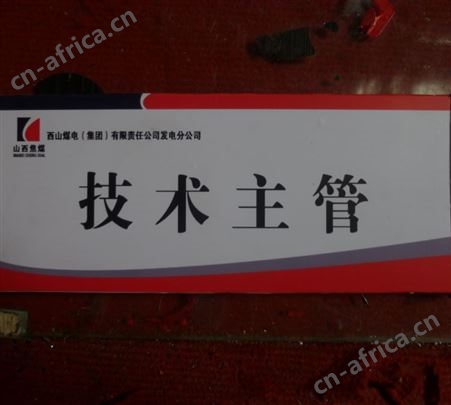 cn-africa.cn
山西焦煤
西山煤电（集团）有限责任公司发电分公司
技术主管
cn-africa.cn